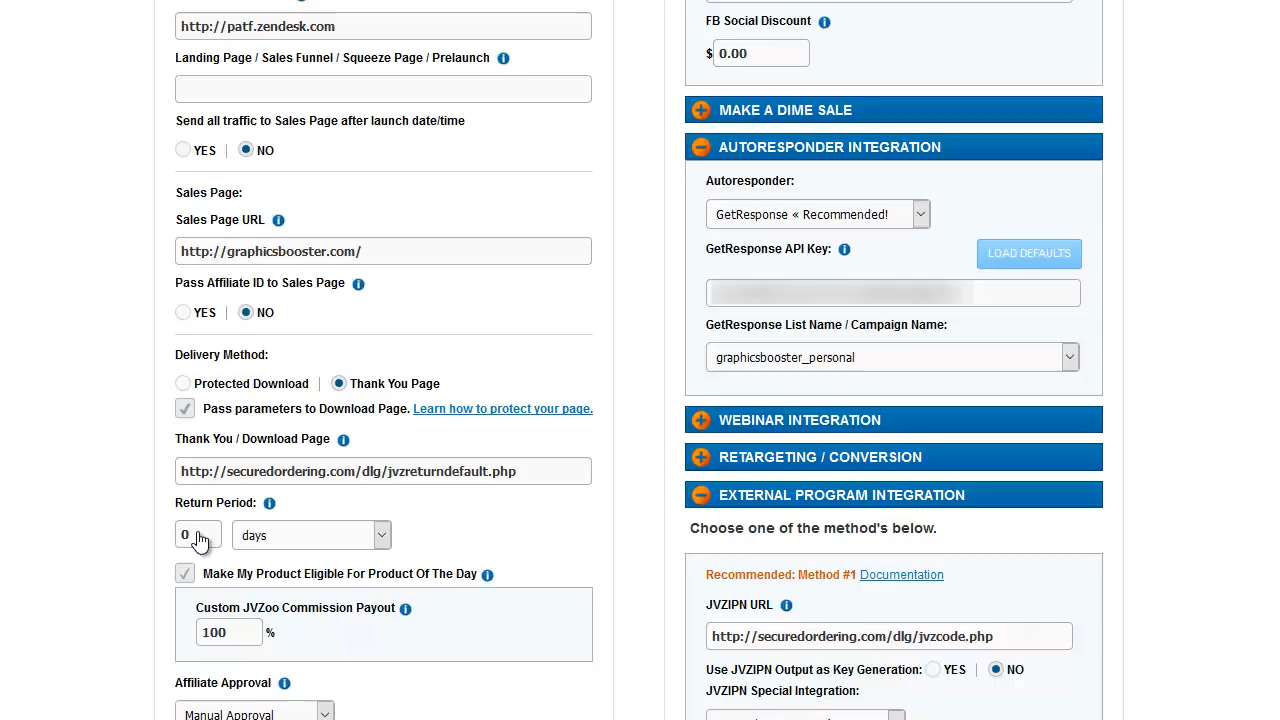 http://patf.zendesk.com
Landing Page / Sales Funnel / Squeeze Page / Prelaunch
Send all traffic to Sales Page after launch date/time
YES | NO
Sales Page:
Sales Page URL
http://graphicsbooster.com/
Pass Affiliate ID to Sales Page
YES | NO
Delivery Method:
Protected Download | Thank You Page
Pass parameters to Download Page. Learn how to protect your page.
Thank You / Download Page
http://securedordering.com/dlg/jvzreturndefault.php
Return Period:
0 days
Make My Product Eligible For Product Of The Day
Custom JVZoo Commission Payout
100 %
Affiliate Approval
Manual Approval
FB Social Discount
$ 0.00
MAKE A DIME SALE
AUTORESPONDER INTEGRATION
Autoresponder:
GetResponse « Recommended!
GetResponse API Key:
LOAD DEFAULTS
GetResponse List Name / Campaign Name:
graphicsbooster_personal
WEBINAR INTEGRATION
RETARGETING / CONVERSION
EXTERNAL PROGRAM INTEGRATION
Choose one of the method's below.
Recommended: Method #1 Documentation
JVZIPN URL
http://securedordering.com/dlg/jvzcode.php
Use JVZIPN Output as Key Generation: YES | NO
JVZIPN Special Integration: